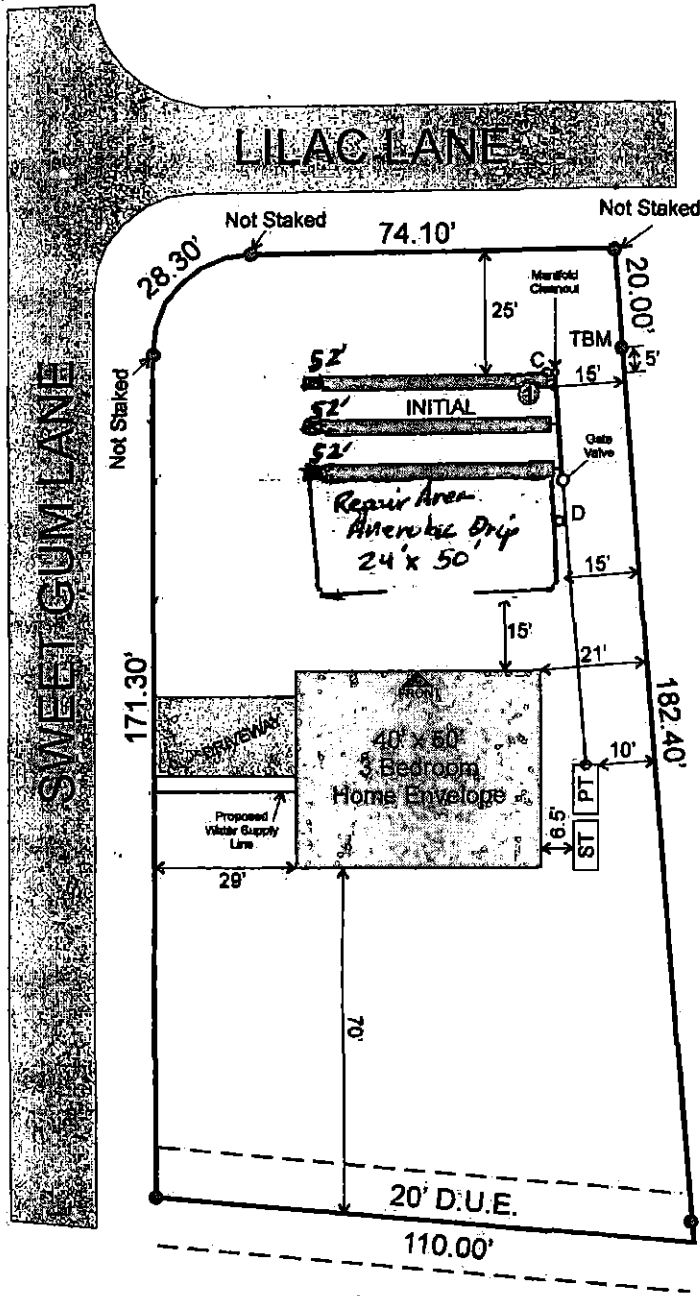 LILAC LANE
Not Staked
Not Staked
74.10'
28.30'
20.00'
Manifold
Cleanout
25'
TBM
5'
C
15'
52'
1
INITIAL
Not Staked
52'
Gate
Valve
52'
Repair Area
Anerobic Drip
24' x 50'
D
15'
SWEET GUM LANE
15'
21'
171.30'
182.40'
FRONT
DRIVEWAY
40' x 50'
3 Bedroom
Home Envelope
10'
PT
Proposed
Water Supply
Line
6.5'
ST
29'
70'
20' D.U.E.
110.00'